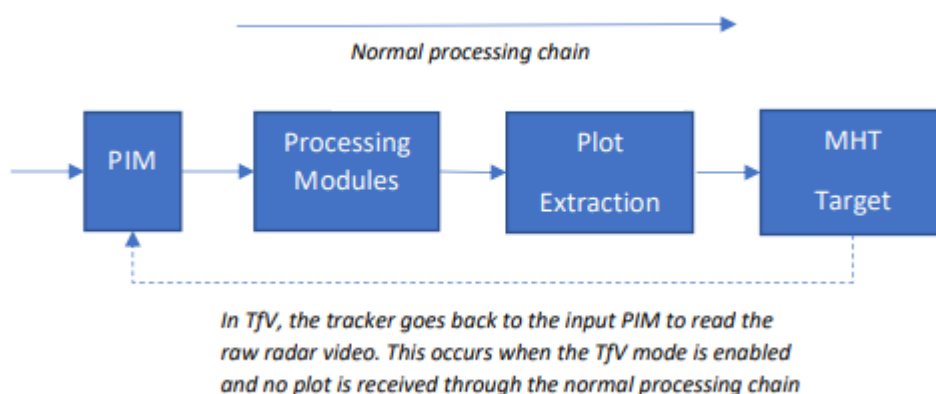 Normal processing chain
PIM
Processing
Modules
Plot
Extraction
MHT
Target
In TfV, the tracker goes back to the input PIM to read the
raw radar video. This occurs when the TfV mode is enabled
and no plot is received through the normal processing chain